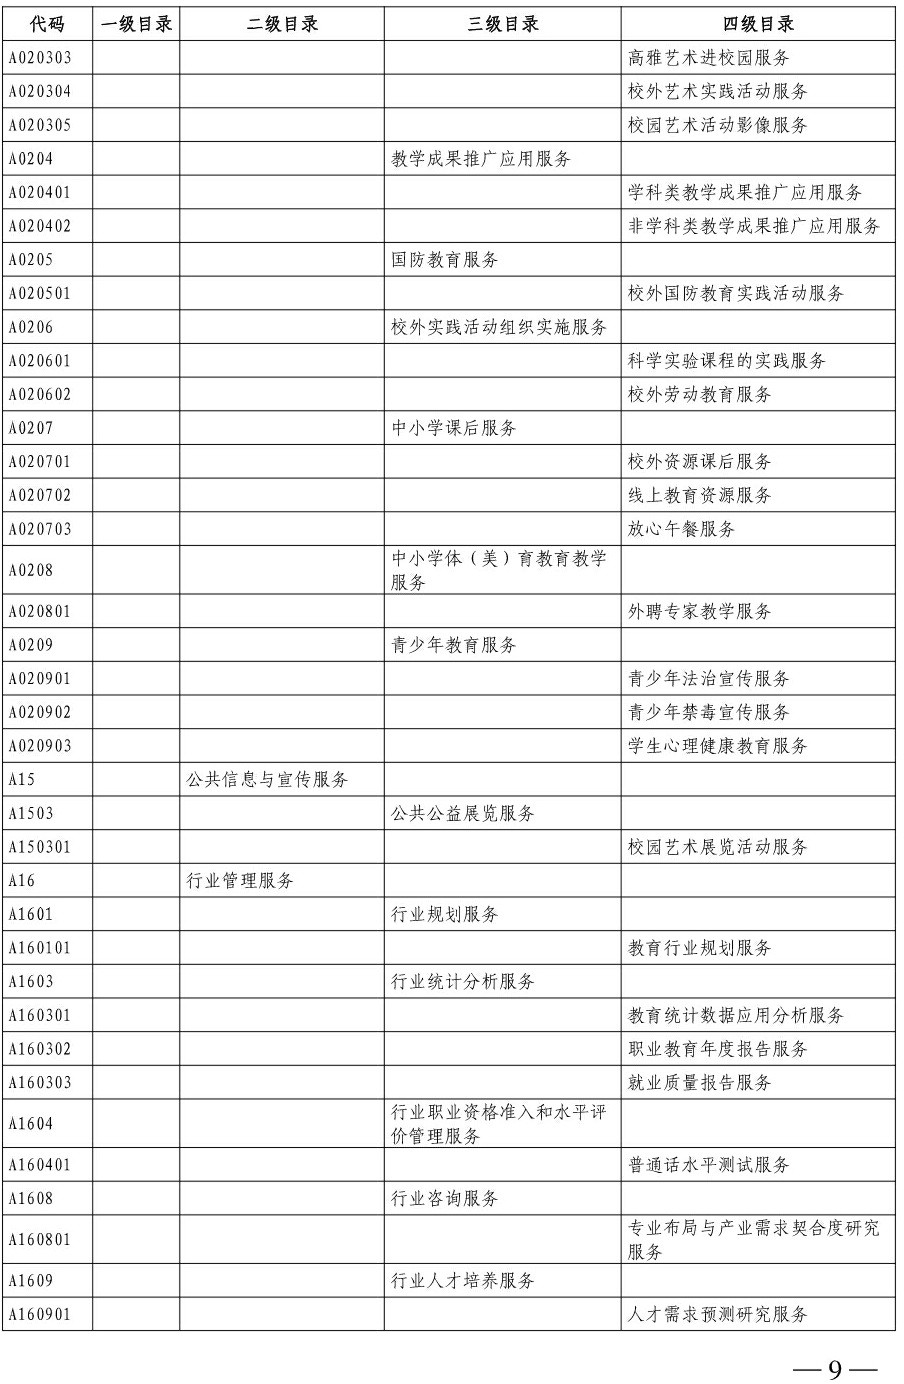 代码 一级目录 二级目录 三级目录 四级目录
A020303 高雅艺术进校园服务
A020304 校外艺术实践活动服务
A020305 校园艺术活动影像服务
A0204 教学成果推广应用服务
A020401 学科类教学成果推广应用服务
A020402 非学科类教学成果推广应用服务
A0205 国防教育服务
A020501 校外国防教育实践活动服务
A0206 校外实践活动组织实施服务
A020601 科学实验课程的实践服务
A020602 校外劳动教育服务
A0207 中小学课后服务
A020701 校外资源课后服务
A020702 线上教育资源服务
A020703 放心午餐服务
A0208 中小学体（美）育教育教学
服务
A020801 外聘专家教学服务
A0209 青少年教育服务
A020901 青少年法治宣传服务
A020902 青少年禁毒宣传服务
A020903 学生心理健康教育服务
A15 公共信息与宣传服务
A1503 公共公益展览服务
A150301 校园艺术展览活动服务
A16 行业管理服务
A1601 行业规划服务
A160101 教育行业规划服务
A1603 行业统计分析服务
A160301 教育统计数据应用分析服务
A160302 职业教育年度报告服务
A160303 就业质量报告服务
A1604 行业职业资格准入和水平评
价管理服务
A160401 普通话水平测试服务
A1608 行业咨询服务
A160801 专业布局与产业需求契合度研究
服务
A1609 行业人才培养服务
A160901 人才需求预测研究服务
— 9 —